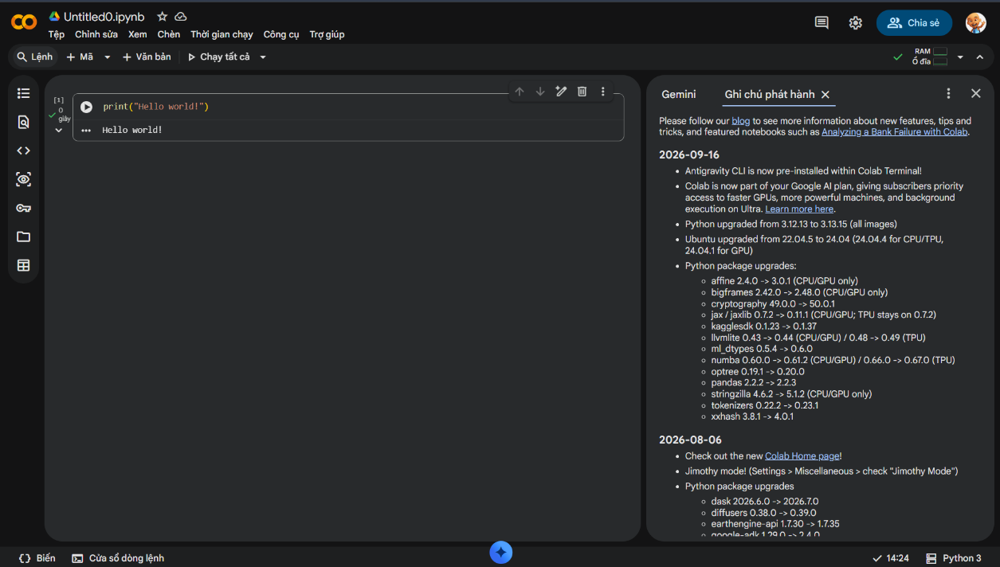 Untitled0.ipynb
Tệp Chỉnh sửa Xem Chèn Thời gian chạy Công cụ Trợ giúp
Chia sẻ
Lệnh + Mã + Văn bản Chạy tất cả
RAM
Ổ đĩa
[1]
0
giây
print("Hello world!")
Hello world!
Gemini Ghi chú phát hành
Please follow our blog to see more information about new features, tips and
tricks, and featured notebooks such as Analyzing a Bank Failure with Colab.
2026-09-16
Antigravity CLI is now pre-installed within Colab Terminal!
Colab is now part of your Google AI plan, giving subscribers priority
access to faster GPUs, more powerful machines, and background
execution on Ultra. Learn more here.
Python upgraded from 3.12.13 to 3.13.15 (all images)
Ubuntu upgraded from 22.04.5 to 24.04 (24.04.4 for CPU/TPU,
24.04.1 for GPU)
Python package upgrades:
affine 2.4.0 -> 3.0.1 (CPU/GPU only)
bigframes 2.42.0 -> 2.48.0 (CPU/GPU only)
cryptography 49.0.0 -> 50.0.1
jax / jaxlib 0.7.2 -> 0.11.1 (CPU/GPU; TPU stays on 0.7.2)
kagglesdk 0.1.23 -> 0.1.37
llvmlite 0.43 -> 0.44 (CPU/GPU) / 0.48 -> 0.49 (TPU)
ml_dtypes 0.5.4 -> 0.6.0
numba 0.60.0 -> 0.61.2 (CPU/GPU) / 0.66.0 -> 0.67.0 (TPU)
optree 0.19.1 -> 0.20.0
pandas 2.2.2 -> 2.2.3
stringzilla 4.6.2 -> 5.1.2 (CPU/GPU only)
tokenizers 0.22.2 -> 0.23.1
xxhash 3.8.1 -> 4.0.1
2026-08-06
Check out the new Colab Home page!
Jimothy mode! (Settings > Miscellaneous > check "Jimothy Mode")
Python package upgrades
dask 2026.6.0 -> 2026.7.0
diffusers 0.38.0 -> 0.39.0
earthengine-api 1.7.30 -> 1.7.35
google-adk 1.29.0 -> 2.4.0
Biến Cửa sổ dòng lệnh
14:24 Python 3